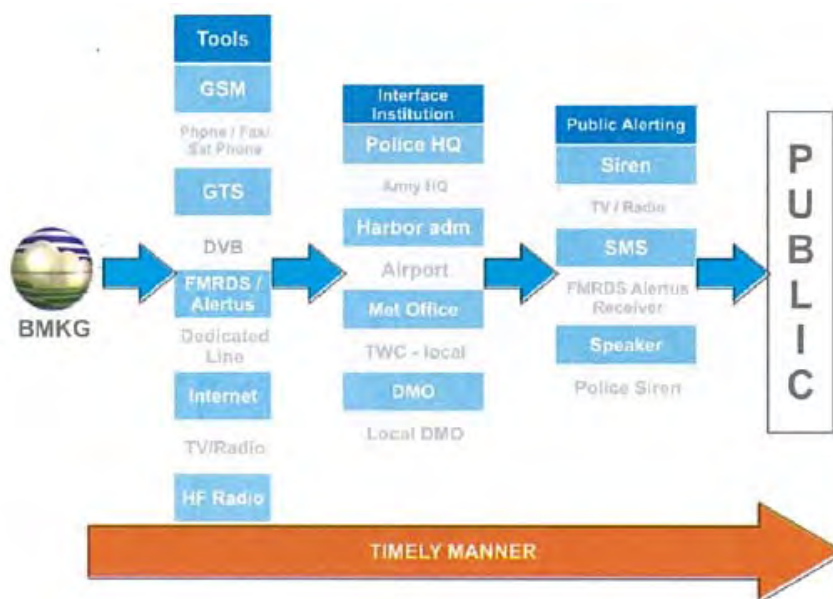 BMKG
Tools
GSM
Phone / Fax/
Sat Phone
GTS
DVB
FMRDS /
Alertus
Dedicated
Line
Internet
TV/Radio
HF Radio
Interface
Institution
Police HQ
Army HQ
Harbor adm
Airport
Met Office
TWC - local
DMO
Local DMO
Public Alerting
Siren
TV / Radio
SMS
FMRDS Alertus
Receiver
Speaker
Police Siren
PUBLIC
TIMELY MANNER